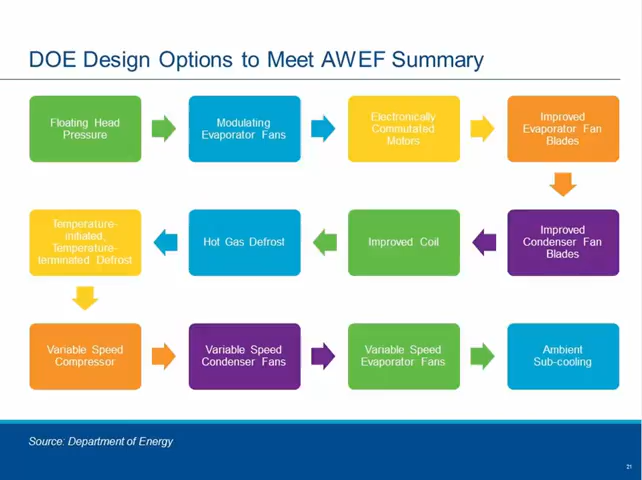 DOE Design Options to Meet AWEF Summary
Floating Head
Pressure
Modulating
Evaporator Fans
Electronically
Commutated
Motors
Improved
Evaporator Fan
Blades
Improved
Condenser Fan
Blades
Improved Coil
Hot Gas Defrost
Temperature-
initiated,
Temperature-
terminated Defrost
Variable Speed
Compressor
Variable Speed
Condenser Fans
Variable Speed
Evaporator Fans
Ambient
Sub-cooling
Source: Department of Energy
21